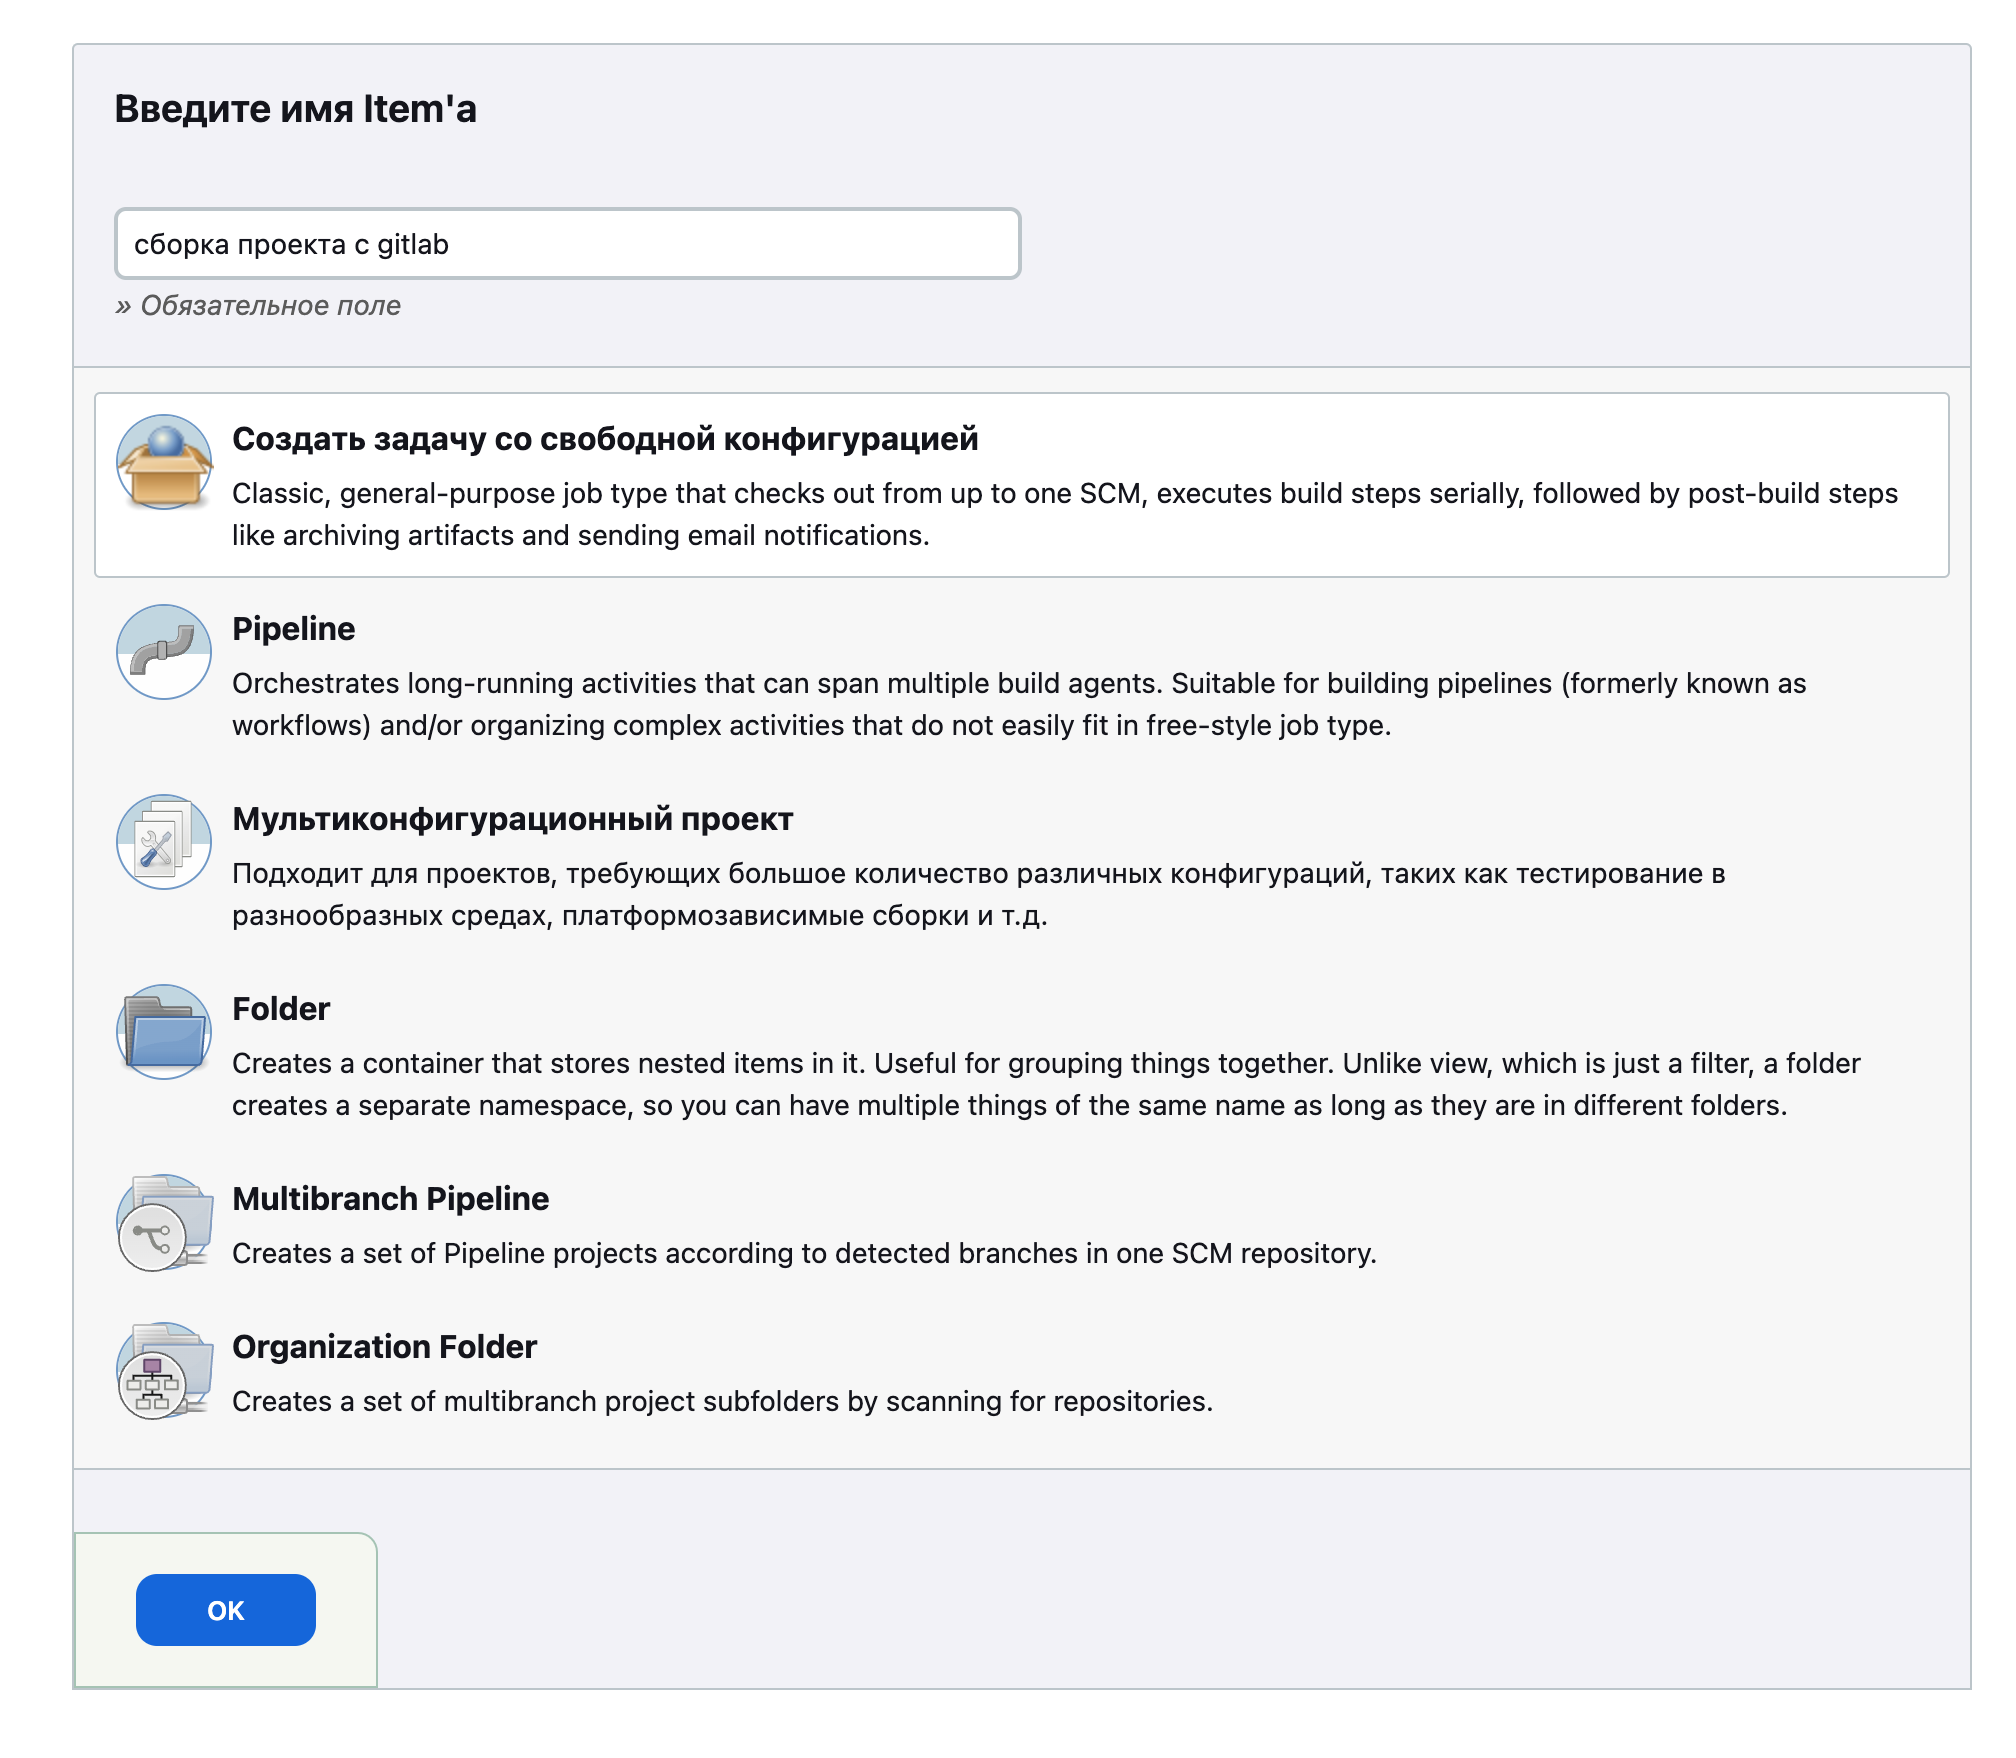 Введите имя Item'а
сборка проекта с gitlab
» Обязательное поле
Создать задачу со свободной конфигурацией
Classic, general-purpose job type that checks out from up to one SCM, executes build steps serially, followed by post-build steps
like archiving artifacts and sending email notifications.
Pipeline
Orchestrates long-running activities that can span multiple build agents. Suitable for building pipelines (formerly known as
workflows) and/or organizing complex activities that do not easily fit in free-style job type.
Мультиконфигурационный проект
Подходит для проектов, требующих большое количество различных конфигураций, таких как тестирование в
разнообразных средах, платформозависимые сборки и т.д.
Folder
Creates a container that stores nested items in it. Useful for grouping things together. Unlike view, which is just a filter, a folder
creates a separate namespace, so you can have multiple things of the same name as long as they are in different folders.
Multibranch Pipeline
Creates a set of Pipeline projects according to detected branches in one SCM repository.
Organization Folder
Creates a set of multibranch project subfolders by scanning for repositories.
OK